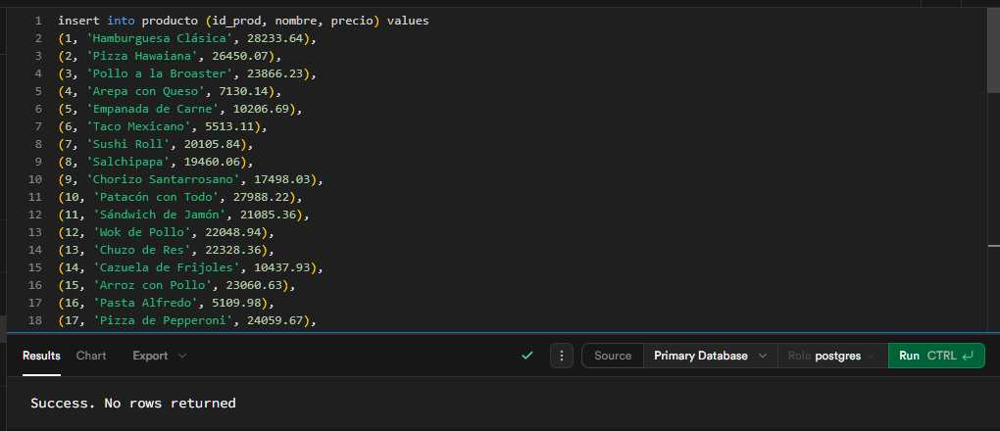 1 insert into producto (id_prod, nombre, precio) values
2 (1, 'Hamburguesa Clásica', 28233.64),
3 (2, 'Pizza Hawaiana', 26450.07),
4 (3, 'Pollo a la Broaster', 23866.23),
5 (4, 'Arepa con Queso', 7130.14),
6 (5, 'Empanada de Carne', 10206.69),
7 (6, 'Taco Mexicano', 5513.11),
8 (7, 'Sushi Roll', 20105.84),
9 (8, 'Salchipapa', 19460.06),
10 (9, 'Chorizo Santarrosano', 17498.03),
11 (10, 'Patacón con Todo', 27988.22),
12 (11, 'Sándwich de Jamón', 21085.36),
13 (12, 'Wok de Pollo', 22048.94),
14 (13, 'Chuzo de Res', 22328.36),
15 (14, 'Cazuela de Frijoles', 10437.93),
16 (15, 'Arroz con Pollo', 23060.63),
17 (16, 'Pasta Alfredo', 5109.98),
18 (17, 'Pizza de Pepperoni', 24059.67),
Results Chart Export Source Primary Database Role postgres Run CTRL
Success. No rows returned